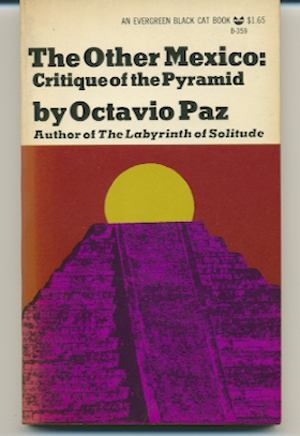 AN EVERGREEN BLACK CAT BOOK $1.65
B-359
The Other Mexico:
Critique of the Pyramid
by Octavio Paz
Author of The Labyrinth of Solitude